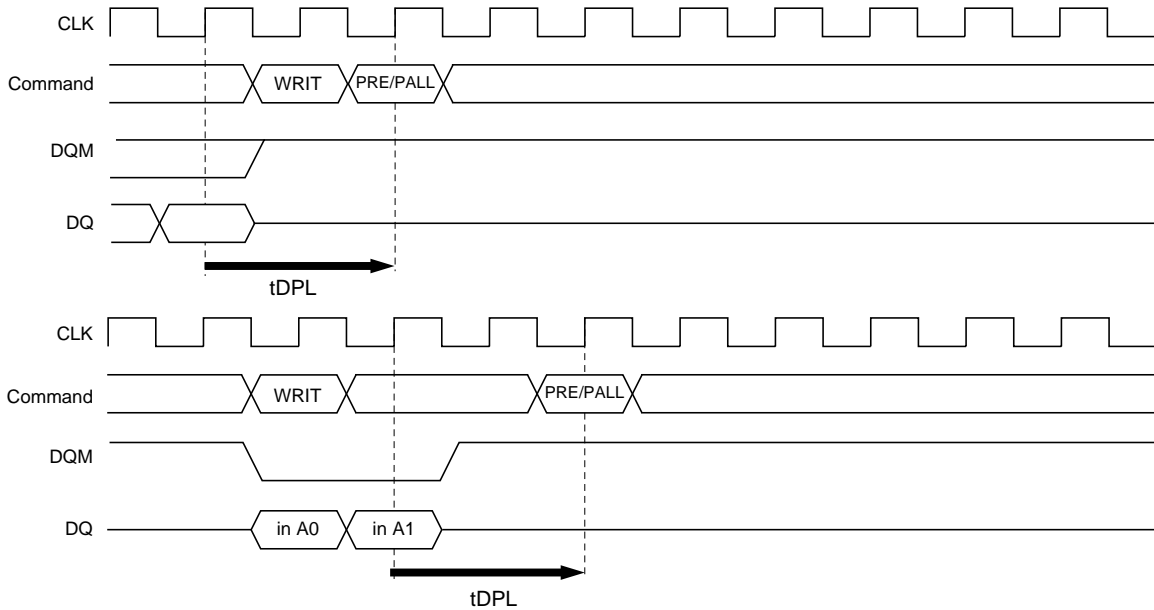 CLK
Command WRIT PRE/PALL
DQM
DQ
tDPL
CLK
Command WRIT PRE/PALL
DQM
DQ in A0 in A1
tDPL